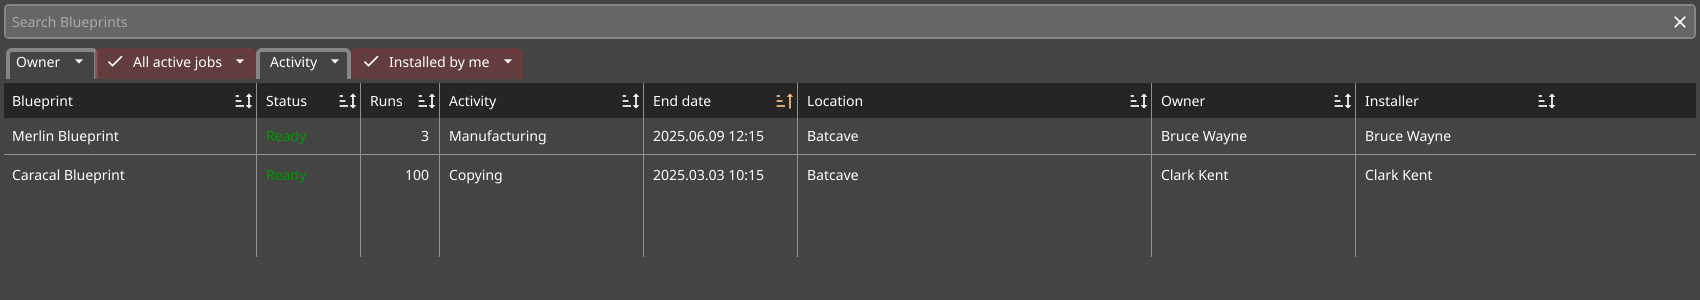 Search Blueprints
Owner All active jobs Activity Installed by me
Blueprint Status Runs Activity End date Location Owner Installer
Merlin Blueprint Ready 3 Manufacturing 2025.06.09 12:15 Batcave Bruce Wayne Bruce Wayne
Caracal Blueprint Ready 100 Copying 2025.03.03 10:15 Batcave Clark Kent Clark Kent